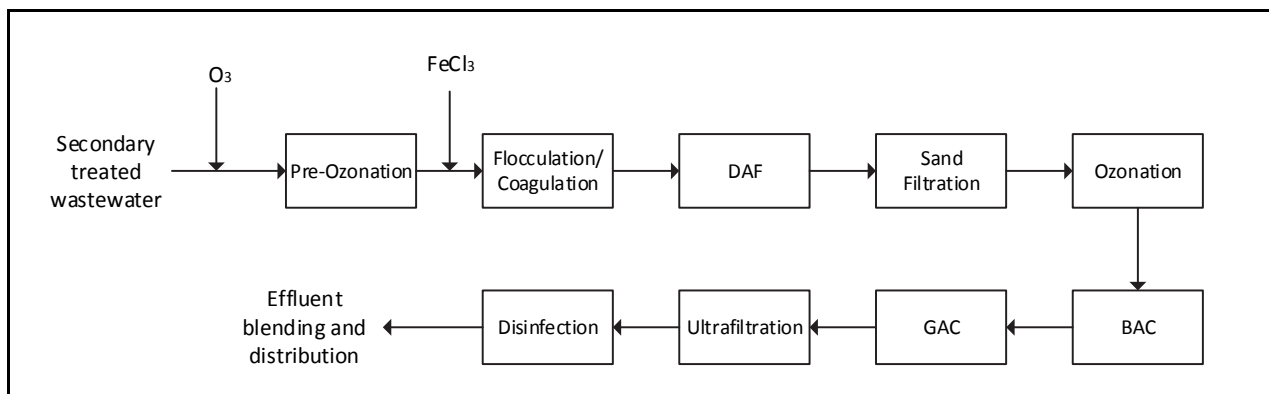 O₃
FeCl₃
Secondary
treated
wastewater
Pre-Ozonation
Flocculation/
Coagulation
DAF
Sand
Filtration
Ozonation
BAC
GAC
Ultrafiltration
Disinfection
Effluent
blending and
distribution